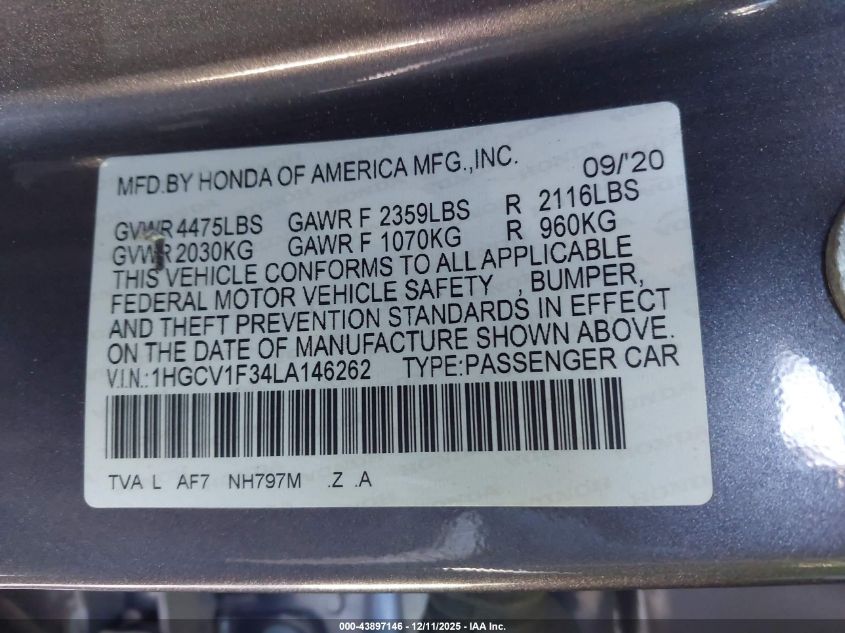 MFD.BY HONDA OF AMERICA MFG.,INC. 09/'20
GVWR 4475LBS GAWR F 2359LBS R 2116LBS
GVWR 2030KG GAWR F 1070KG R 960KG
THIS VEHICLE CONFORMS TO ALL APPLICABLE
FEDERAL MOTOR VEHICLE SAFETY , BUMPER,
AND THEFT PREVENTION STANDARDS IN EFFECT
ON THE DATE OF MANUFACTURE SHOWN ABOVE.
V.I.N.:1HGCV1F34LA146262 TYPE:PASSENGER CAR
TVA L AF7 NH797M .Z .A
000-43897146 - 12/11/2025 - IAA Inc.